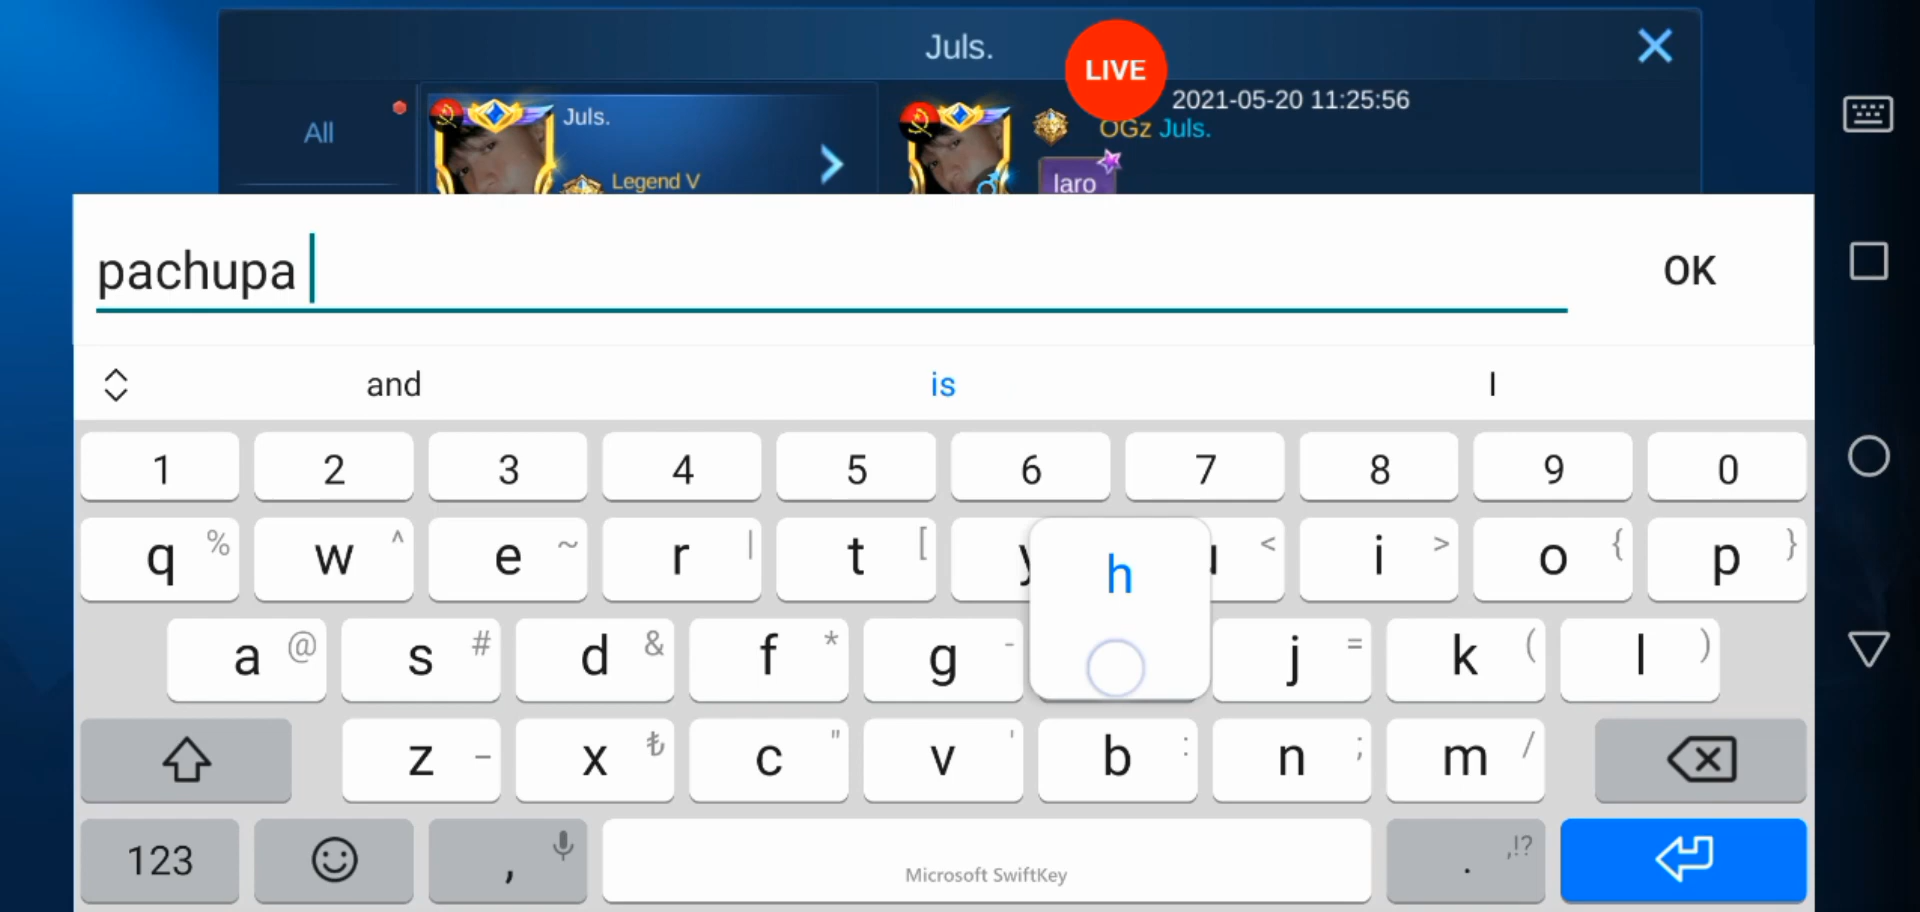 Juls.
LIVE
All
Juls.
Legend V
2021-05-20 11:25:56
OGz Juls.
laro
pachupa
OK
and is I
1 2 3 4 5 6 7 8 9 0
q % w ^ e ~ r | t [ y u < i > o { p }
h
a @ s # d & f * g - j = k ( l )
z _ x ₺ c " v ' b : n ; m /
123 , Microsoft SwiftKey . ,!?